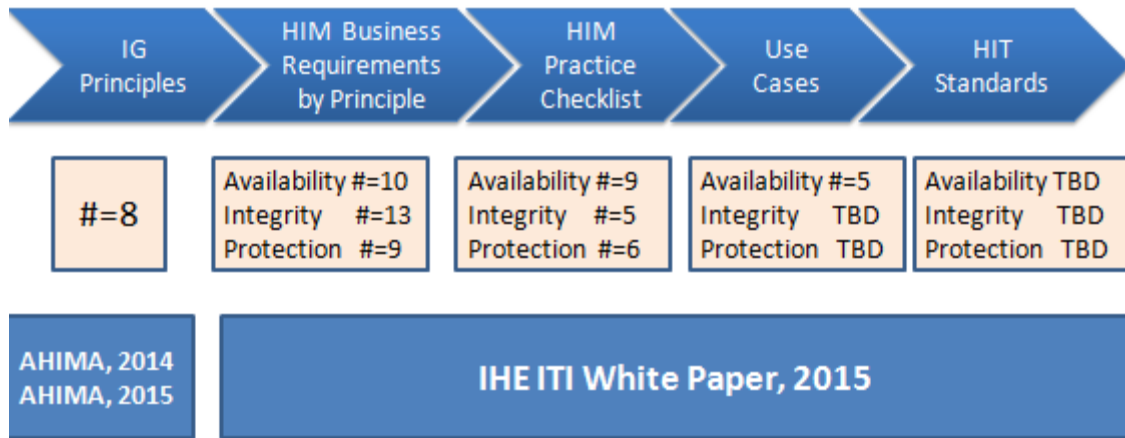 IG
Principles
HIM Business
Requirements
by Principle
HIM
Practice
Checklist
Use
Cases
HIT
Standards
#=8
Availability #=10
Integrity #=13
Protection #=9
Availability #=9
Integrity #=5
Protection #=6
Availability #=5
Integrity TBD
Protection TBD
Availability TBD
Integrity TBD
Protection TBD
AHIMA, 2014
AHIMA, 2015
IHE ITI White Paper, 2015